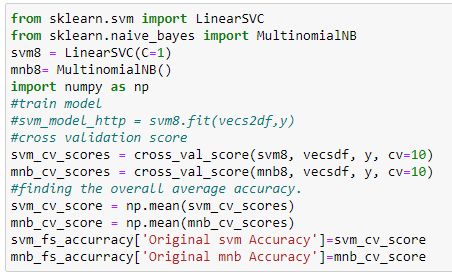 from sklearn.svm import LinearSVC
from sklearn.naive_bayes import MultinomialNB
svm8 = LinearSVC(C=1)
mnb8= MultinomialNB()
import numpy as np
#train model
#svm_model_http = svm8.fit(vecs2df,y)
#cross validation score
svm_cv_scores = cross_val_score(svm8, vecsdf, y, cv=10)
mnb_cv_scores = cross_val_score(mnb8, vecsdf, y, cv=10)
#finding the overall average accuracy.
svm_cv_score = np.mean(svm_cv_scores)
mnb_cv_score = np.mean(mnb_cv_scores)
svm_fs_accurracy['Original svm Accuracy']=svm_cv_score
mnb_fs_accurracy['Original mnb Accuracy']=mnb_cv_score